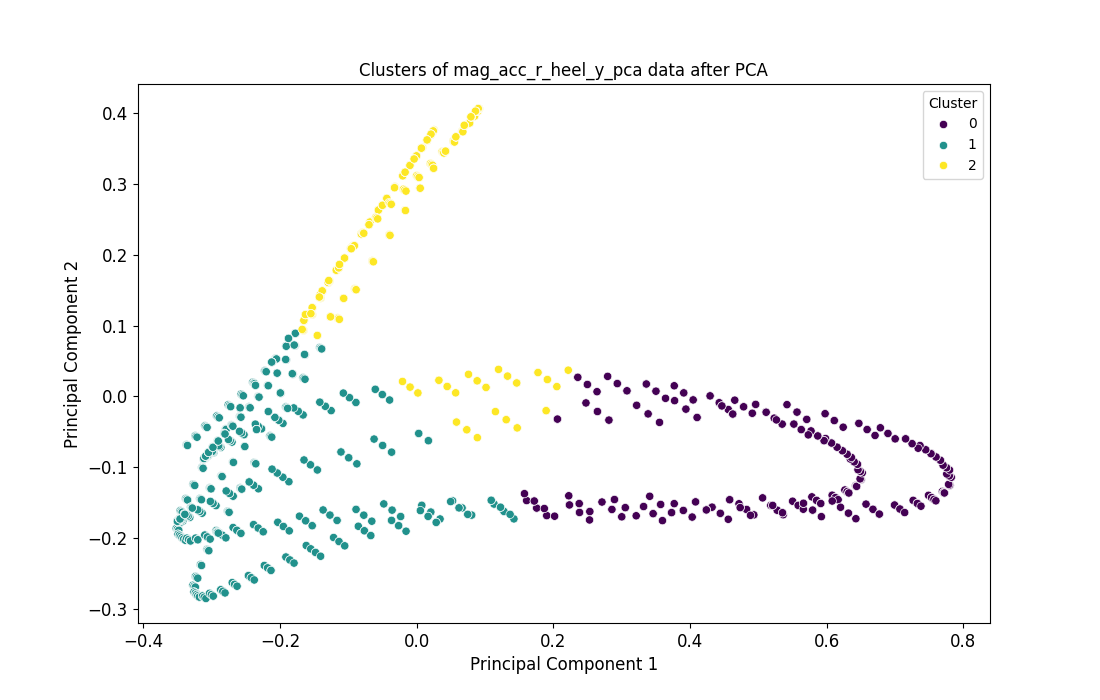 Clusters of mag_acc_r_heel_y_pca data after PCA
Cluster
0
1
2
Principal Component 2
0.4
0.3
0.2
0.1
0.0
−0.1
−0.2
−0.3
−0.4 −0.2 0.0 0.2 0.4 0.6 0.8
Principal Component 1